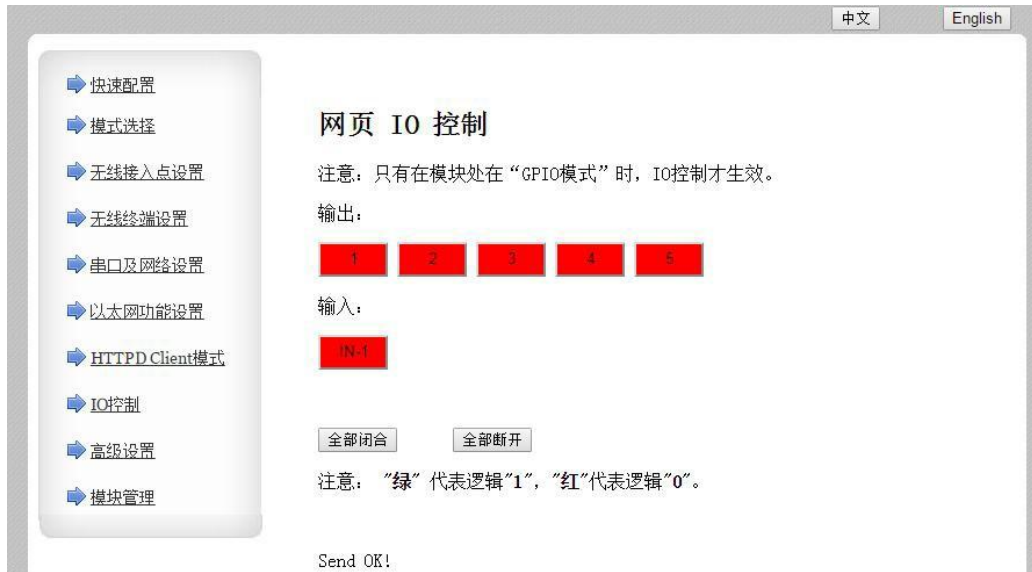 中文 English
快速配置
模式选择
无线接入点设置
无线终端设置
串口及网络设置
以太网功能设置
HTTPD Client模式
IO控制
高级设置
模块管理
网页 IO 控制
注意：只有在模块处在“GPIO模式”时，IO控制才生效。
输出：
1 2 3 4 5
输入：
IN-1
全部闭合 全部断开
注意： "绿" 代表逻辑"1"，"红"代表逻辑"0"。
Send OK!